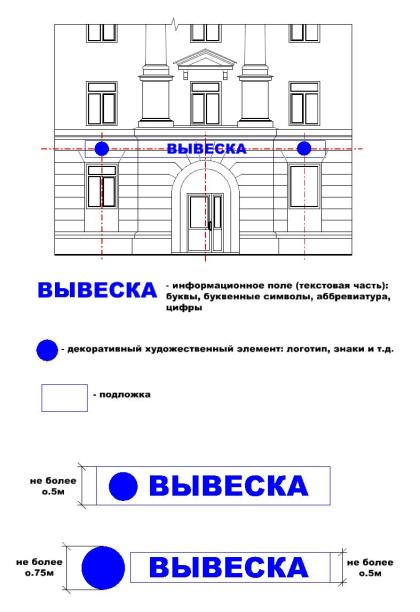 ВЫВЕСКА
ВЫВЕСКА
- информационное поле (текстовая часть):
буквы, буквенные символы, аббревиатура,
цифры
- декоративный художественный элемент: логотип, знаки и т.д.
- подложка
не более
о.5м
ВЫВЕСКА
не более
о.75м
ВЫВЕСКА
не более
о.5м